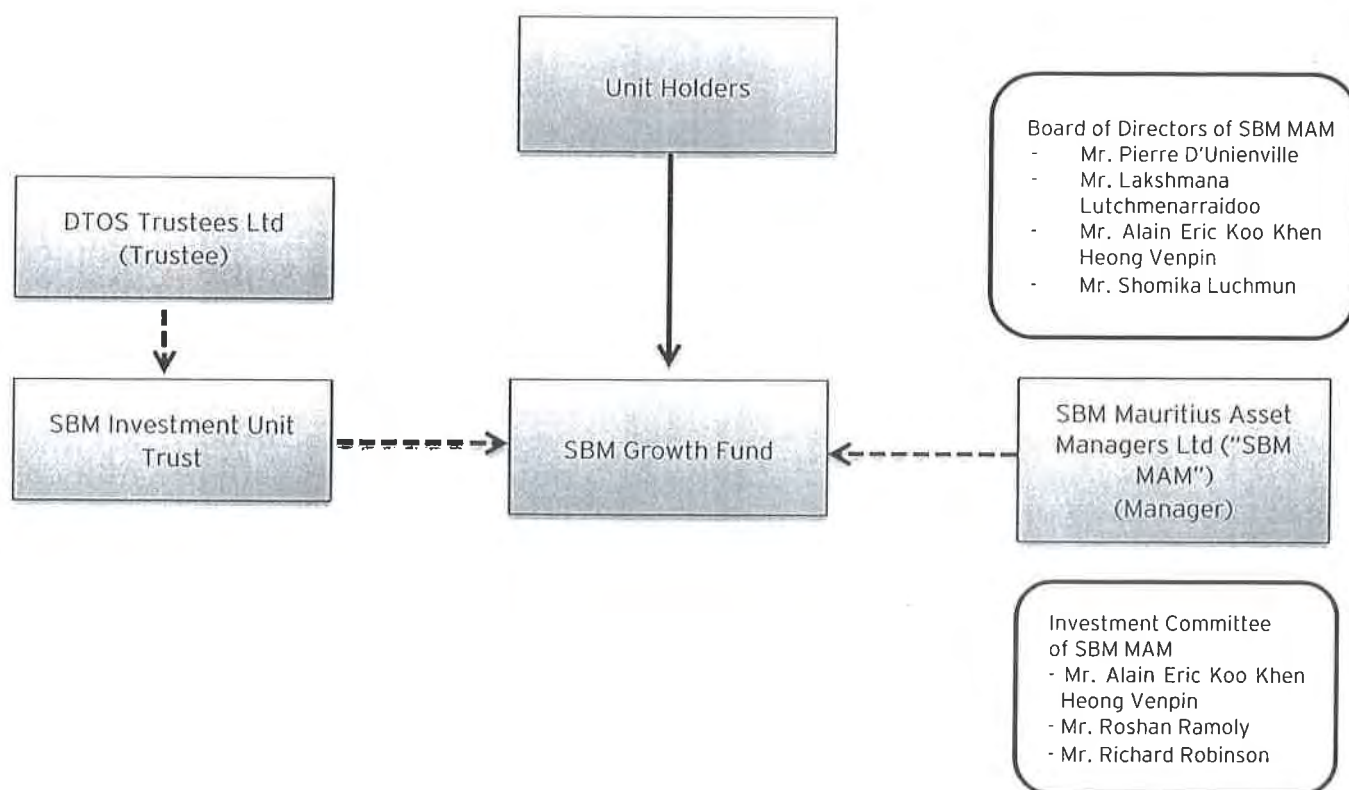 Unit Holders
Board of Directors of SBM MAM
- Mr. Pierre D'Unienville
- Mr. Lakshmana
Lutchmenarraidoo
- Mr. Alain Eric Koo Khen
Heong Venpin
- Mr. Shomika Luchmun
DTOS Trustees Ltd
(Trustee)
SBM Investment Unit
Trust
SBM Growth Fund
SBM Mauritius Asset
Managers Ltd ("SBM
MAM")
(Manager)
Investment Committee
of SBM MAM
- Mr. Alain Eric Koo Khen
Heong Venpin
- Mr. Roshan Ramoly
- Mr. Richard Robinson